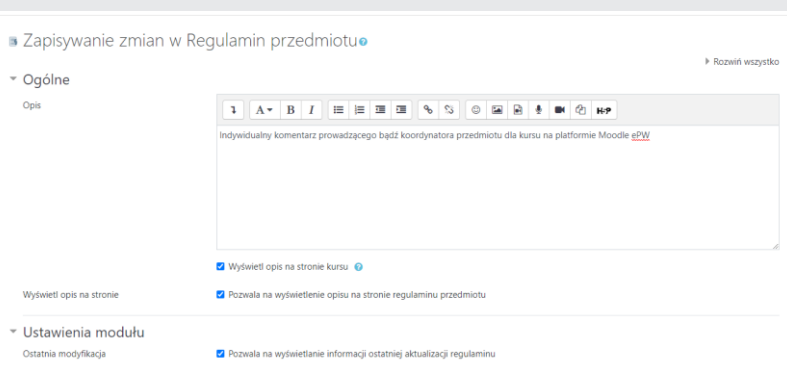 Zapisywanie zmian w Regulamin przedmiotu
Rozwiń wszystko
Ogólne
Opis
A B I H-P
Indywidualny komentarz prowadzącego bądź koordynatora przedmiotu dla kursu na platformie Moodle ePW
Wyświetl opis na stronie kursu
Wyświetl opis na stronie
Pozwala na wyświetlenie opisu na stronie regulaminu przedmiotu
Ustawienia modułu
Ostatnia modyfikacja
Pozwala na wyświetlanie informacji ostatniej aktualizacji regulaminu